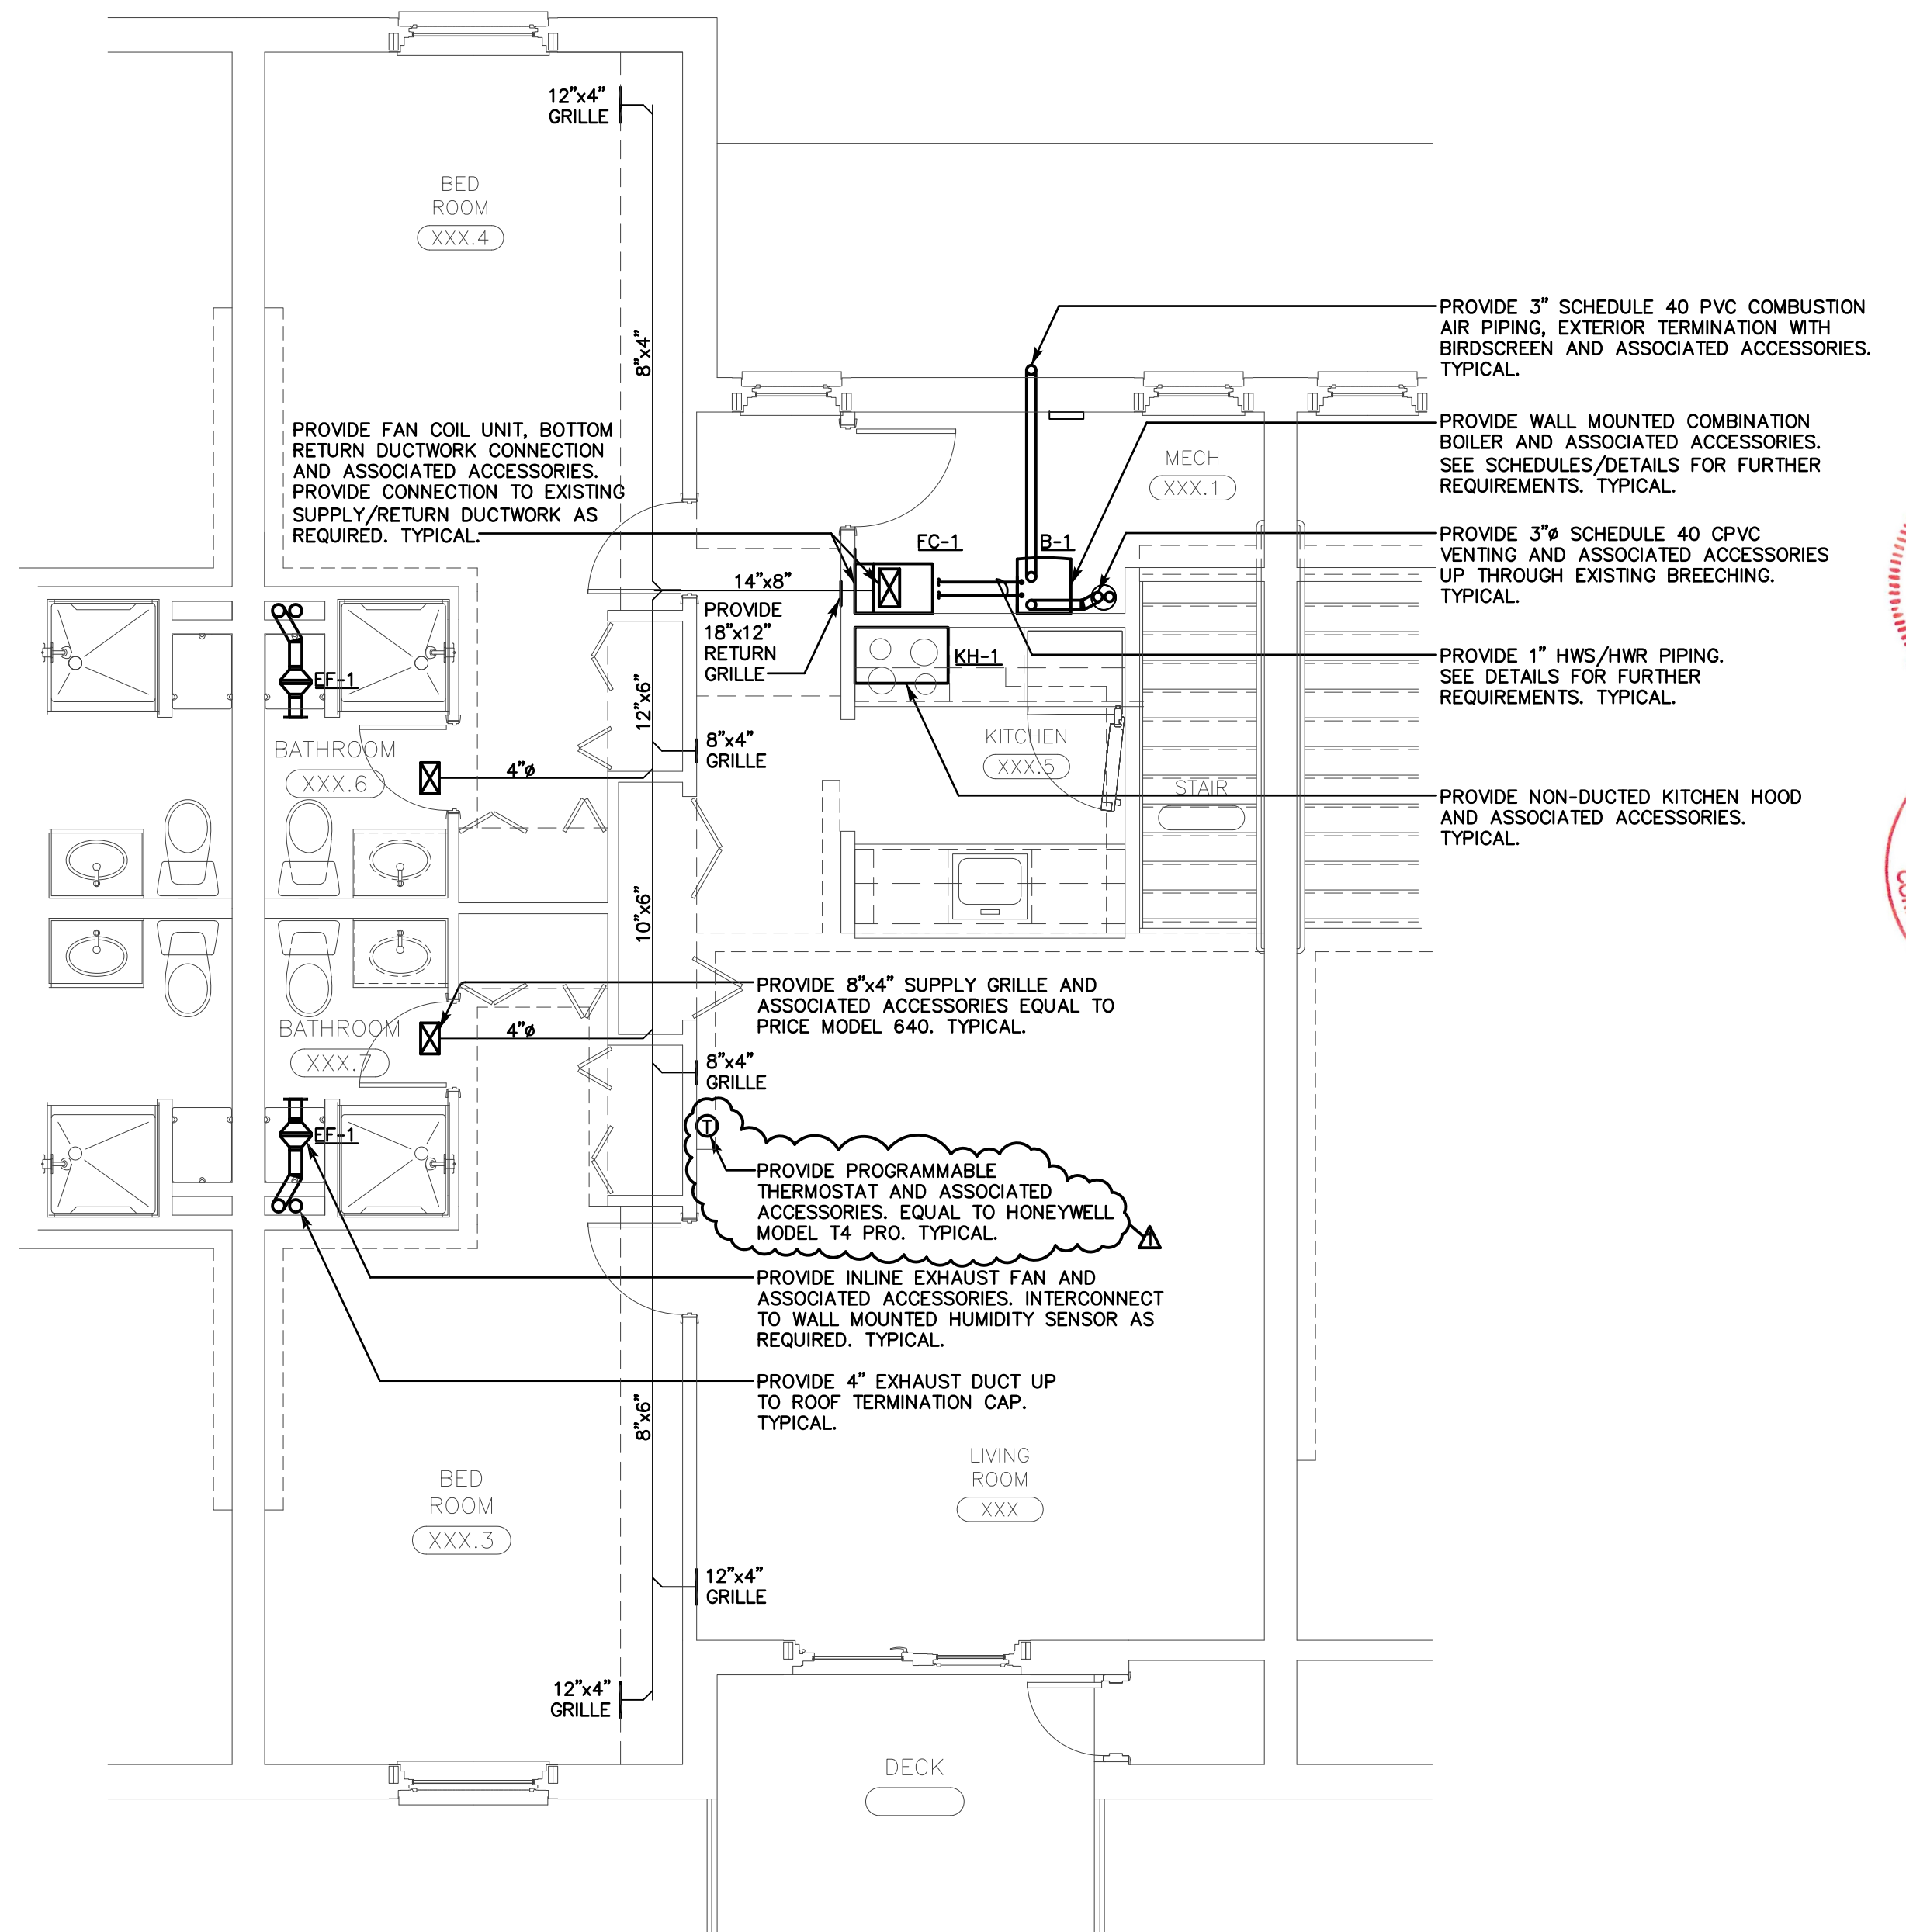 12"x4"
GRILLE
BED
ROOM
XXX.4
8"x4"
PROVIDE 3" SCHEDULE 40 PVC COMBUSTION
AIR PIPING, EXTERIOR TERMINATION WITH
BIRDSCREEN AND ASSOCIATED ACCESSORIES.
TYPICAL.
PROVIDE FAN COIL UNIT, BOTTOM
RETURN DUCTWORK CONNECTION
AND ASSOCIATED ACCESSORIES.
PROVIDE CONNECTION TO EXISTING
SUPPLY/RETURN DUCTWORK AS
REQUIRED. TYPICAL.
PROVIDE WALL MOUNTED COMBINATION
BOILER AND ASSOCIATED ACCESSORIES.
SEE SCHEDULES/DETAILS FOR FURTHER
REQUIREMENTS. TYPICAL.
MECH
XXX.1
FC-1
B-1
PROVIDE 3"ø SCHEDULE 40 CPVC
VENTING AND ASSOCIATED ACCESSORIES
UP THROUGH EXISTING BREECHING.
TYPICAL.
14"x8"
PROVIDE
18"x12"
RETURN
GRILLE
KH-1
PROVIDE 1" HWS/HWR PIPING.
SEE DETAILS FOR FURTHER
REQUIREMENTS. TYPICAL.
EF-1
12"x6"
BATHROOM
XXX.6
4"ø
8"x4"
GRILLE
KITCHEN
XXX.5
STAIR
PROVIDE NON-DUCTED KITCHEN HOOD
AND ASSOCIATED ACCESSORIES.
TYPICAL.
10"x6"
PROVIDE 8"x4" SUPPLY GRILLE AND
ASSOCIATED ACCESSORIES EQUAL TO
PRICE MODEL 640. TYPICAL.
BATHROOM
XXX.7
4"ø
8"x4"
GRILLE
T
EF-1
PROVIDE PROGRAMMABLE
THERMOSTAT AND ASSOCIATED
ACCESSORIES. EQUAL TO HONEYWELL
MODEL T4 PRO. TYPICAL.
1
PROVIDE INLINE EXHAUST FAN AND
ASSOCIATED ACCESSORIES. INTERCONNECT
TO WALL MOUNTED HUMIDITY SENSOR AS
REQUIRED. TYPICAL.
PROVIDE 4" EXHAUST DUCT UP
TO ROOF TERMINATION CAP.
TYPICAL.
8"x6"
BED
ROOM
XXX.3
LIVING
ROOM
XXX
12"x4"
GRILLE
12"x4"
GRILLE
DECK